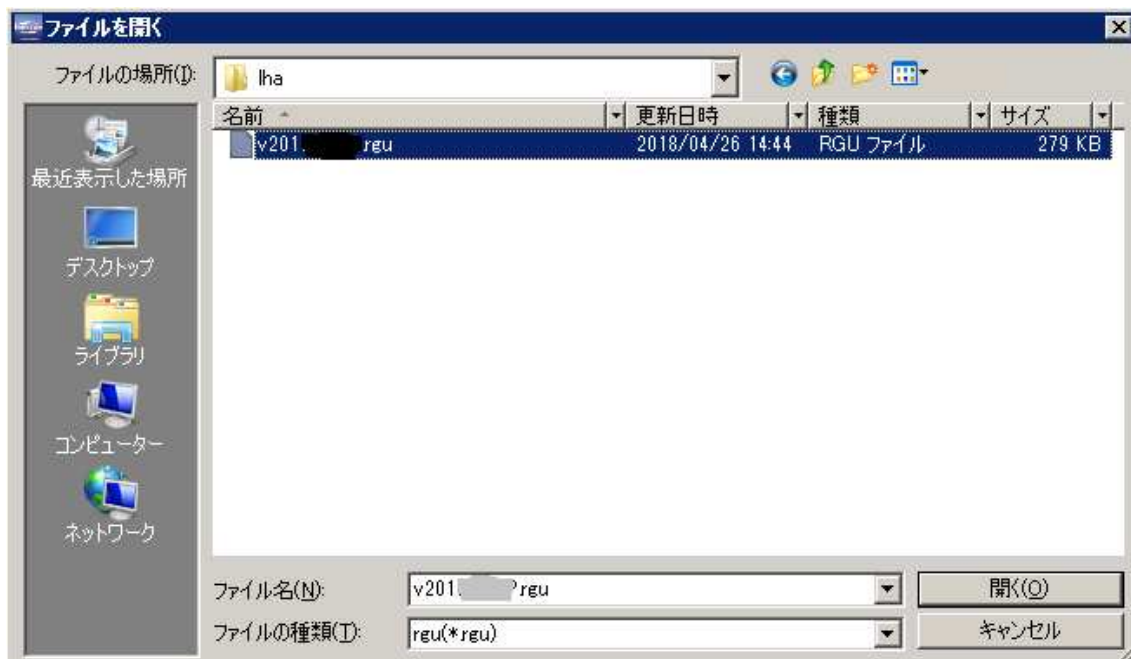 ファイルを開く
ファイルの場所(I):
lha
名前
更新日時
種類
サイズ
v201 rgu
2018/04/26 14:44
RGU ファイル
279 KB
最近表示した場所
デスクトップ
ライブラリ
コンピューター
ネットワーク
ファイル名(N):
v201. rgu
開く(O)
ファイルの種類(T):
rgu(*rgu)
キャンセル